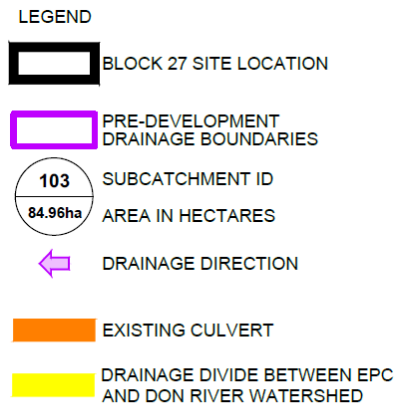 LEGEND
BLOCK 27 SITE LOCATION
PRE-DEVELOPMENT
DRAINAGE BOUNDARIES
103
SUBCATCHMENT ID
84.96ha
AREA IN HECTARES
DRAINAGE DIRECTION
EXISTING CULVERT
DRAINAGE DIVIDE BETWEEN EPC
AND DON RIVER WATERSHED